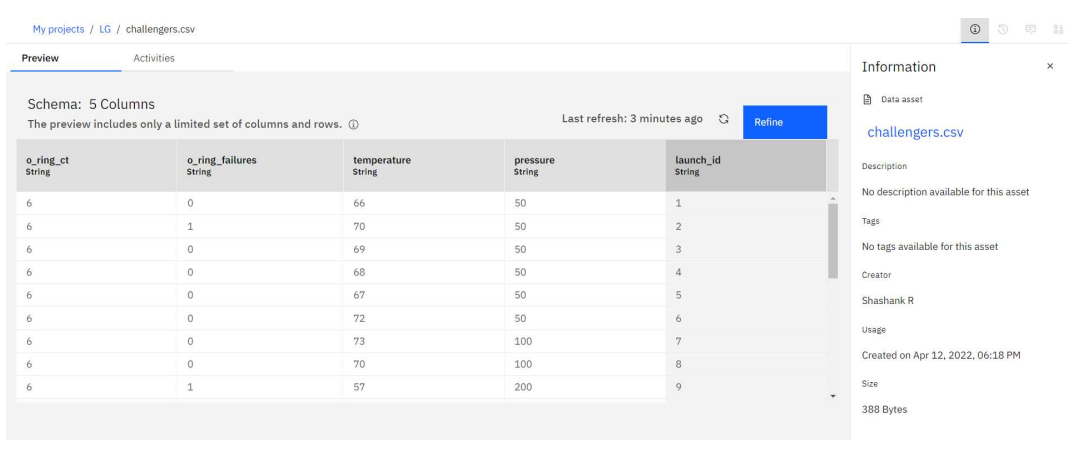 My projects / LG / challengers.csv
Preview Activities
Schema: 5 Columns
The preview includes only a limited set of columns and rows.
Last refresh: 3 minutes ago
Refine
o_ring_ct o_ring_failures temperature pressure launch_id
String String String String String
6 0 66 50 1
6 1 70 50 2
6 0 69 50 3
6 0 68 50 4
6 0 67 50 5
6 0 72 50 6
6 0 73 100 7
6 0 70 100 8
6 1 57 200 9
Information ×
Data asset
challengers.csv
Description
No description available for this asset
Tags
No tags available for this asset
Creator
Shashank R
Usage
Created on Apr 12, 2022, 06:18 PM
Size
388 Bytes